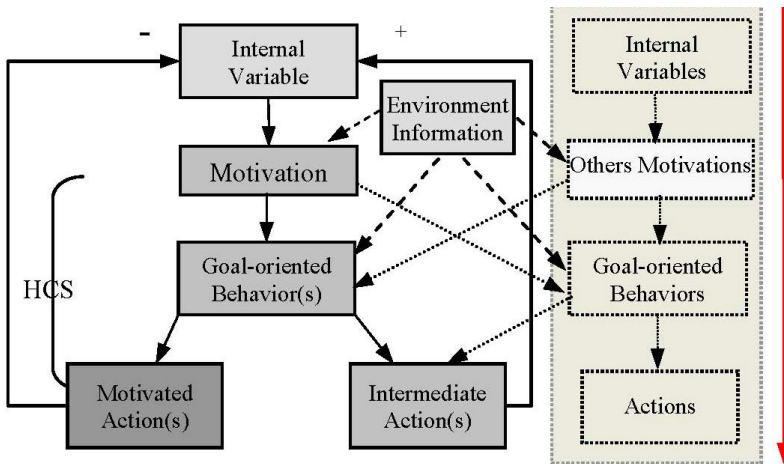 -
+
Internal
Variable
Environment
Information
Motivation
HCS
Goal-oriented
Behavior(s)
Motivated
Action(s)
Intermediate
Action(s)
Internal
Variables
Others Motivations
Goal-oriented
Behaviors
Actions